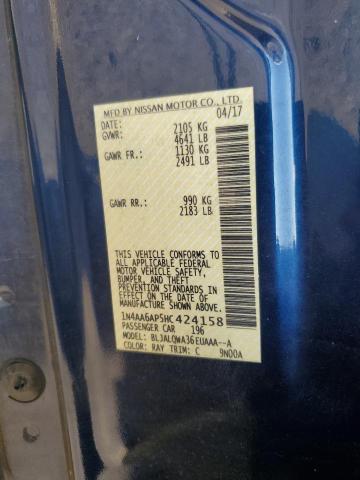 MFD BY NISSAN MOTOR CO., LTD.
DATE: 04/17
GVWR: 2105 KG
4641 LB
GAWR FR.: 1130 KG
2491 LB
GAWR RR.: 990 KG
2183 LB
THIS VEHICLE CONFORMS TO
ALL APPLICABLE FEDERAL
MOTOR VEHICLE SAFETY,
BUMPER, AND THEFT
PREVENTION STANDARDS IN
EFFECT ON THE DATE OF
MANUFACTURE SHOWN ABOVE.
1N4AA6AP5HC424158
PASSENGER CAR 196
MODEL: BLJALQWA36EUAAA--A
COLOR: RAY TRIM: C 9N00A